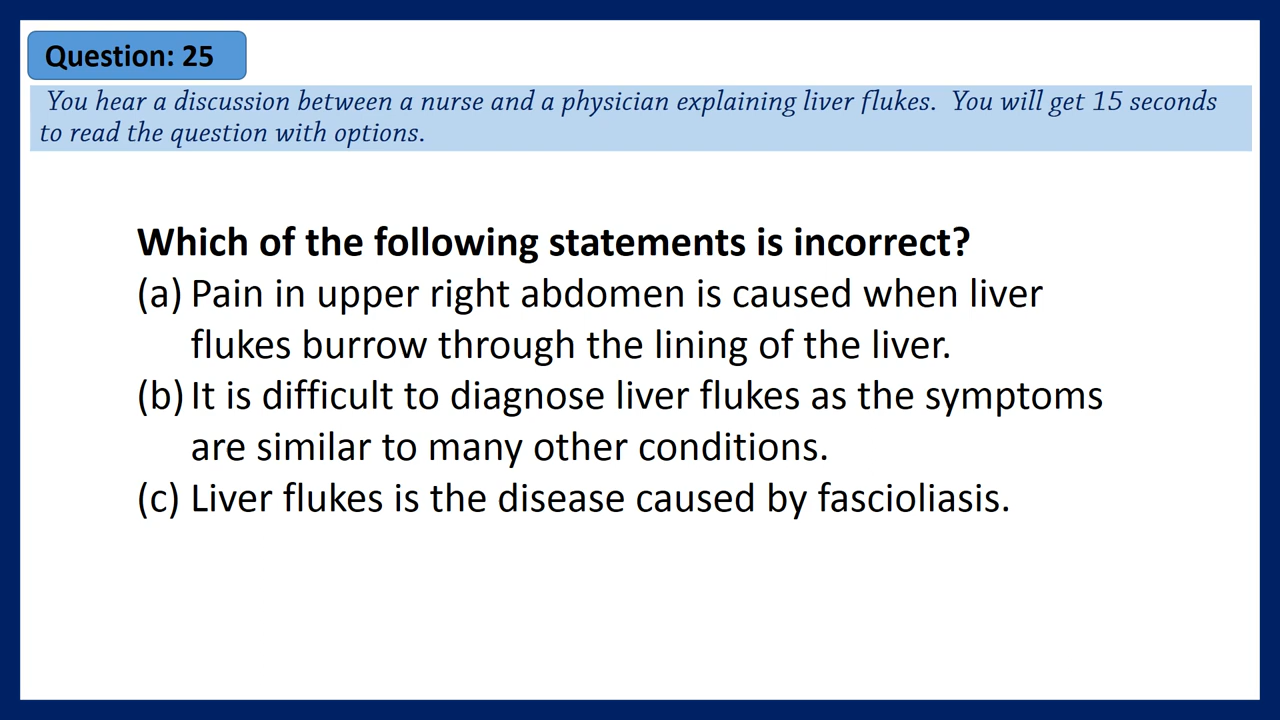 Question: 25
You hear a discussion between a nurse and a physician explaining liver flukes. You will get 15 seconds
to read the question with options.
Which of the following statements is incorrect?
(a) Pain in upper right abdomen is caused when liver
flukes burrow through the lining of the liver.
(b) It is difficult to diagnose liver flukes as the symptoms
are similar to many other conditions.
(c) Liver flukes is the disease caused by fascioliasis.